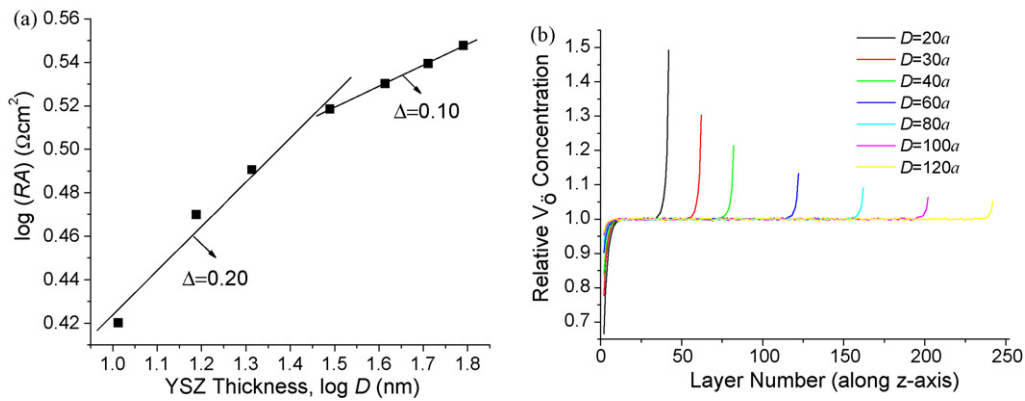 (a)
0.56
0.54
0.52
0.50
0.48
0.46
0.44
0.42
log (RA) (Ωcm²)
Δ=0.10
Δ=0.20
1.0 1.1 1.2 1.3 1.4 1.5 1.6 1.7 1.8
YSZ Thickness, log D (nm)
(b)
1.5
1.4
1.3
1.2
1.1
1.0
0.9
0.8
0.7
Relative Vö Concentration
D=20a
D=30a
D=40a
D=60a
D=80a
D=100a
D=120a
0 50 100 150 200 250
Layer Number (along z-axis)